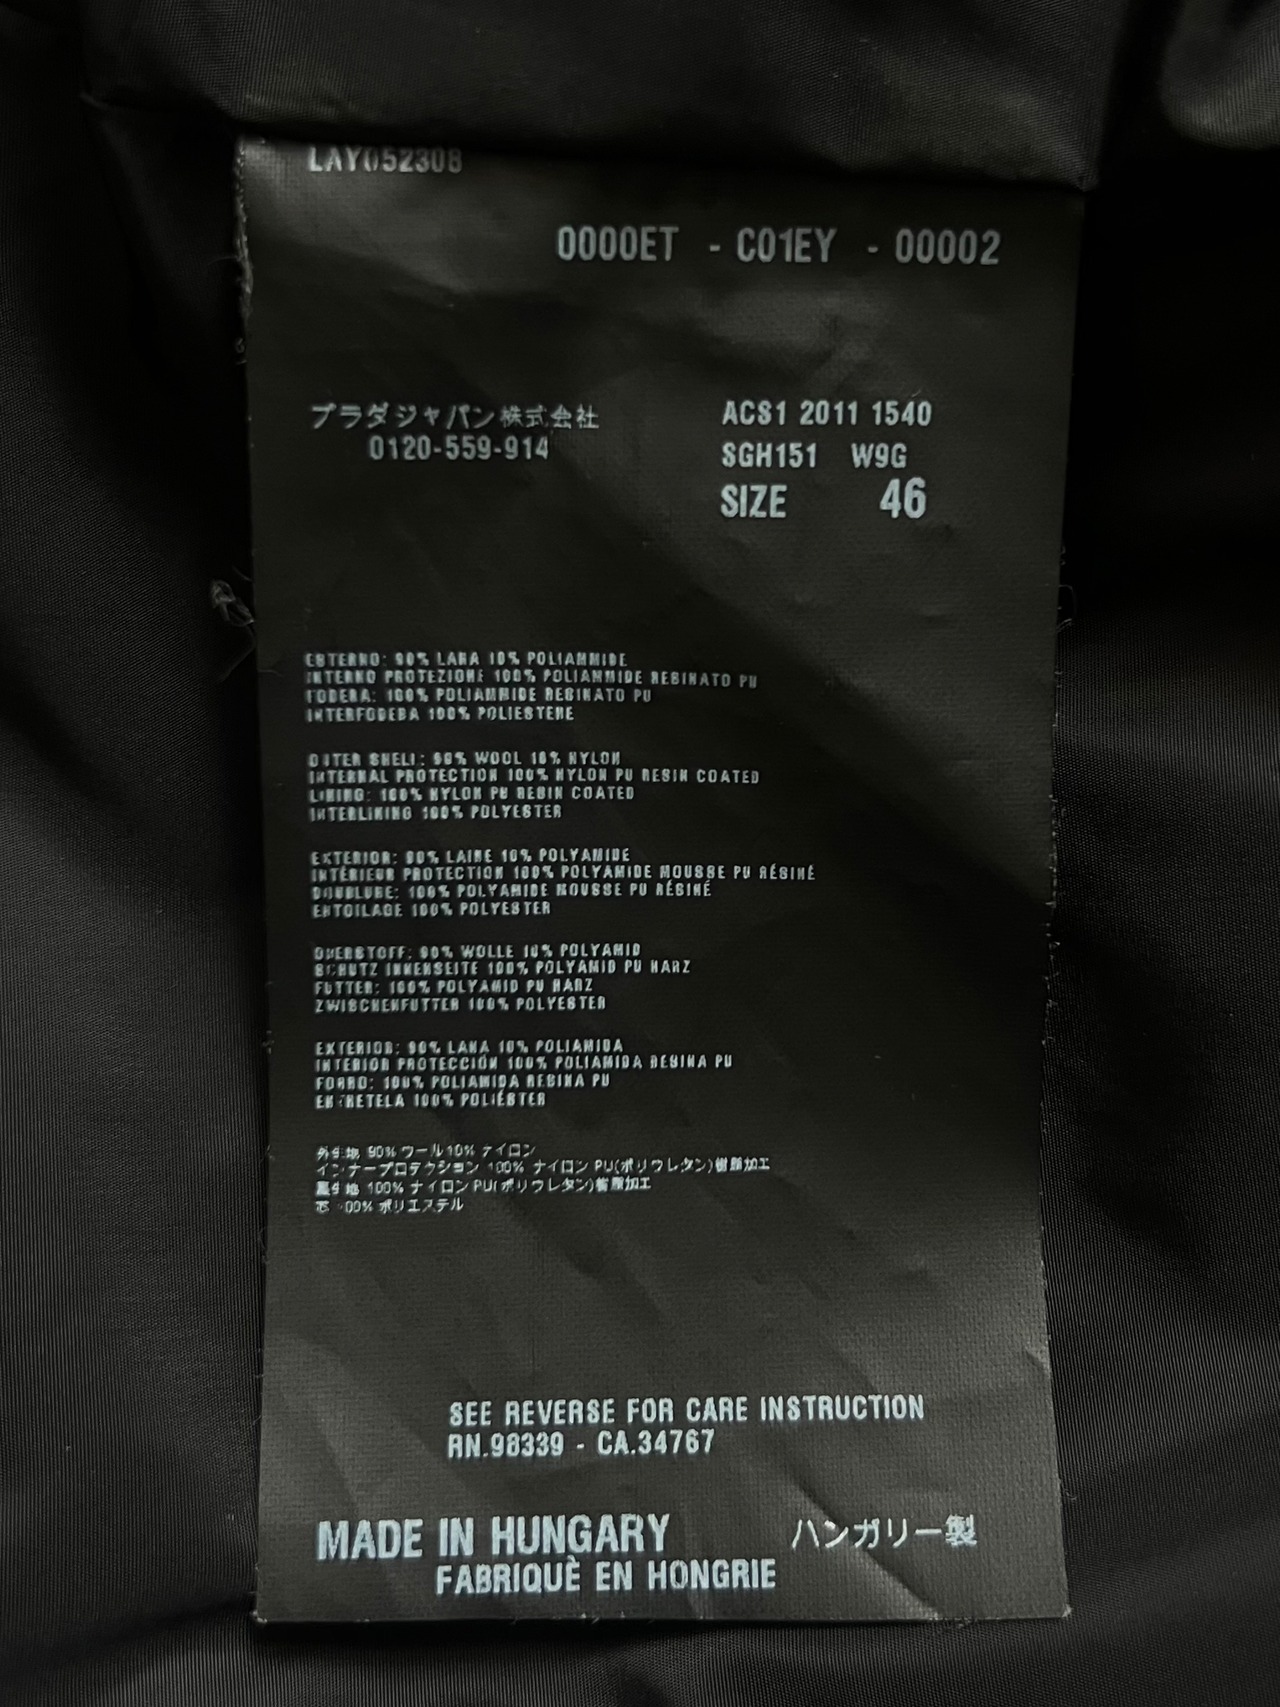 LAY052308
0000ET - C01EY - 00002
プラダジャパン株式会社
0120-559-914
ACS1 2011 1540
SGH151 W9G
SIZE 46
ESTERNO: 90% LANA 10% POLIAMMIDE
INTERNO PROTEZIONE 100% POLIAMMIDE RESINATO PU
FODERA: 100% POLIAMMIDE RESINATO PU
INTERFODERA 100% POLIESTERE
OUTER SHELL: 90% WOOL 10% NYLON
INTERNAL PROTECTION 100% NYLON PU RESIN COATED
LINING: 100% NYLON PU RESIN COATED
INTERLINING 100% POLYESTER
EXTERIOR: 90% LAINE 10% POLYAMIDE
INTÉRIEUR PROTECTION 100% POLYAMIDE MOUSSE PU RÉSINÉ
DOUBLURE: 100% POLYAMIDE MOUSSE PU RÉSINÉ
ENTOILAGE 100% POLYESTER
OBERSTOFF: 90% WOLLE 10% POLYAMID
SCHUTZ INNENSEITE 100% POLYAMID PU HARZ
FUTTER: 100% POLYAMID PU HARZ
ZWISCHENFUTTER 100% POLYESTER
EXTERIOR: 90% LANA 10% POLIAMIDA
INTERIOR PROTECCIÓN 100% POLIAMIDA RESINA PU
FORRO: 100% POLIAMIDA RESINA PU
ENTRETELA 100% POLIÉSTER
外生地 90% ウール10% ナイロン
インナープロテクション 100% ナイロン PU(ポリウレタン)樹脂加工
裏生地 100% ナイロン PU(ポリウレタン)樹脂加工
芯 100% ポリエステル
SEE REVERSE FOR CARE INSTRUCTION
RN.98339 - CA.34767
MADE IN HUNGARY
ハンガリー製
FABRIQUÈ EN HONGRIE